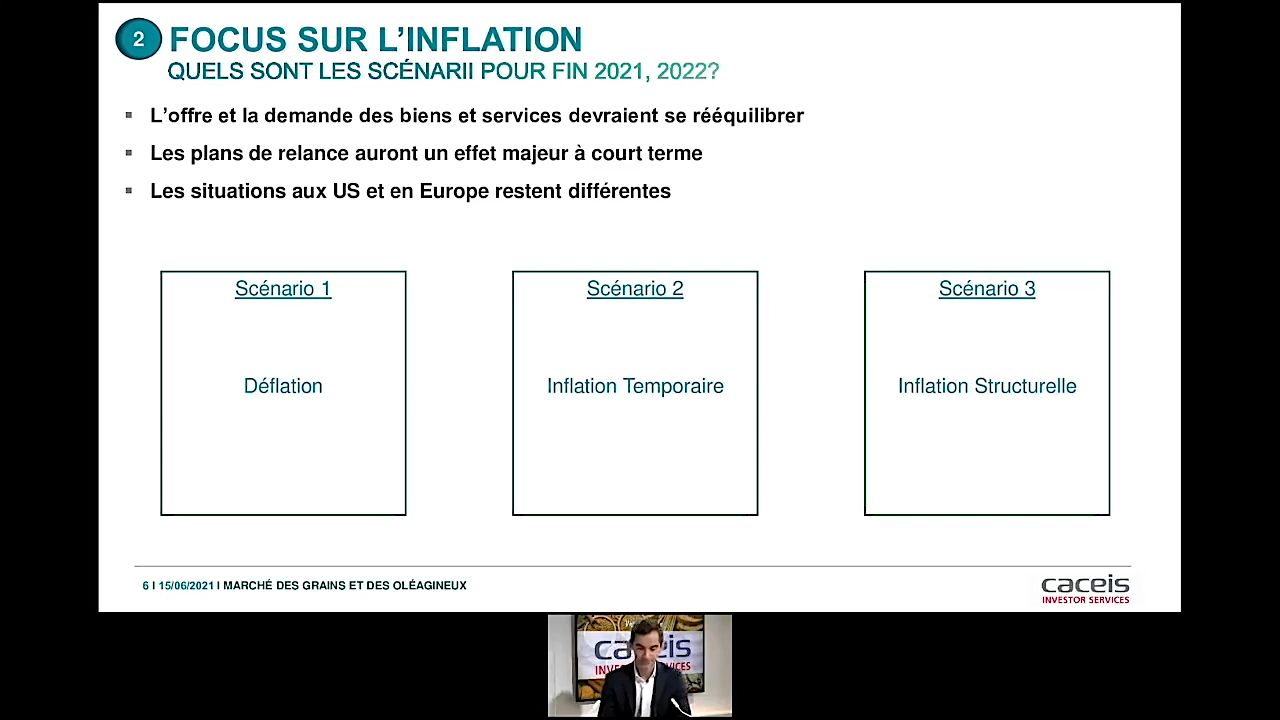 2
FOCUS SUR L'INFLATION
QUELS SONT LES SCÉNARII POUR FIN 2021, 2022?
▪ L'offre et la demande des biens et services devraient se rééquilibrer
▪ Les plans de relance auront un effet majeur à court terme
▪ Les situations aux US et en Europe restent différentes
Scénario 1
Déflation
Scénario 2
Inflation Temporaire
Scénario 3
Inflation Structurelle
6 I 15/06/2021 I MARCHÉ DES GRAINS ET DES OLÉAGINEUX
caceis
INVESTOR SERVICES